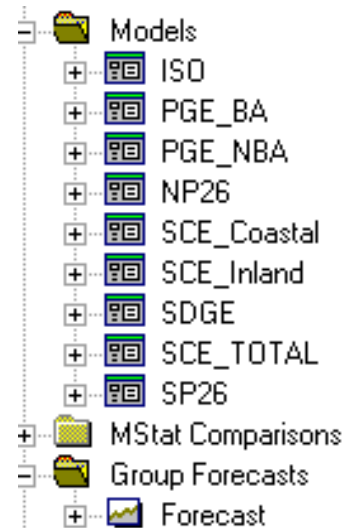 Models
ISO
PGE_BA
PGE_NBA
NP26
SCE_Coastal
SCE_Inland
SDGE
SCE_TOTAL
SP26
MStat Comparisons
Group Forecasts
Forecast